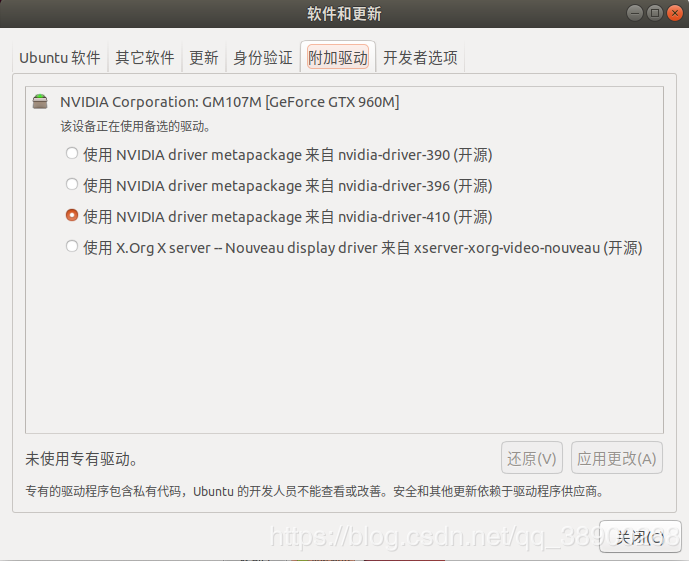 软件和更新
Ubuntu 软件 其它软件 更新 身份验证 附加驱动 开发者选项
NVIDIA Corporation: GM107M [GeForce GTX 960M]
该设备正在使用备选的驱动。
使用 NVIDIA driver metapackage 来自 nvidia-driver-390 (开源)
使用 NVIDIA driver metapackage 来自 nvidia-driver-396 (开源)
使用 NVIDIA driver metapackage 来自 nvidia-driver-410 (开源)
使用 X.Org X server -- Nouveau display driver 来自 xserver-xorg-video-nouveau (开源)
未使用专有驱动。 还原(V) 应用更改(A)
专有的驱动程序包含私有代码，Ubuntu 的开发人员不能查看或改善。安全和其他更新依赖于驱动程序供应商。
关闭(C)